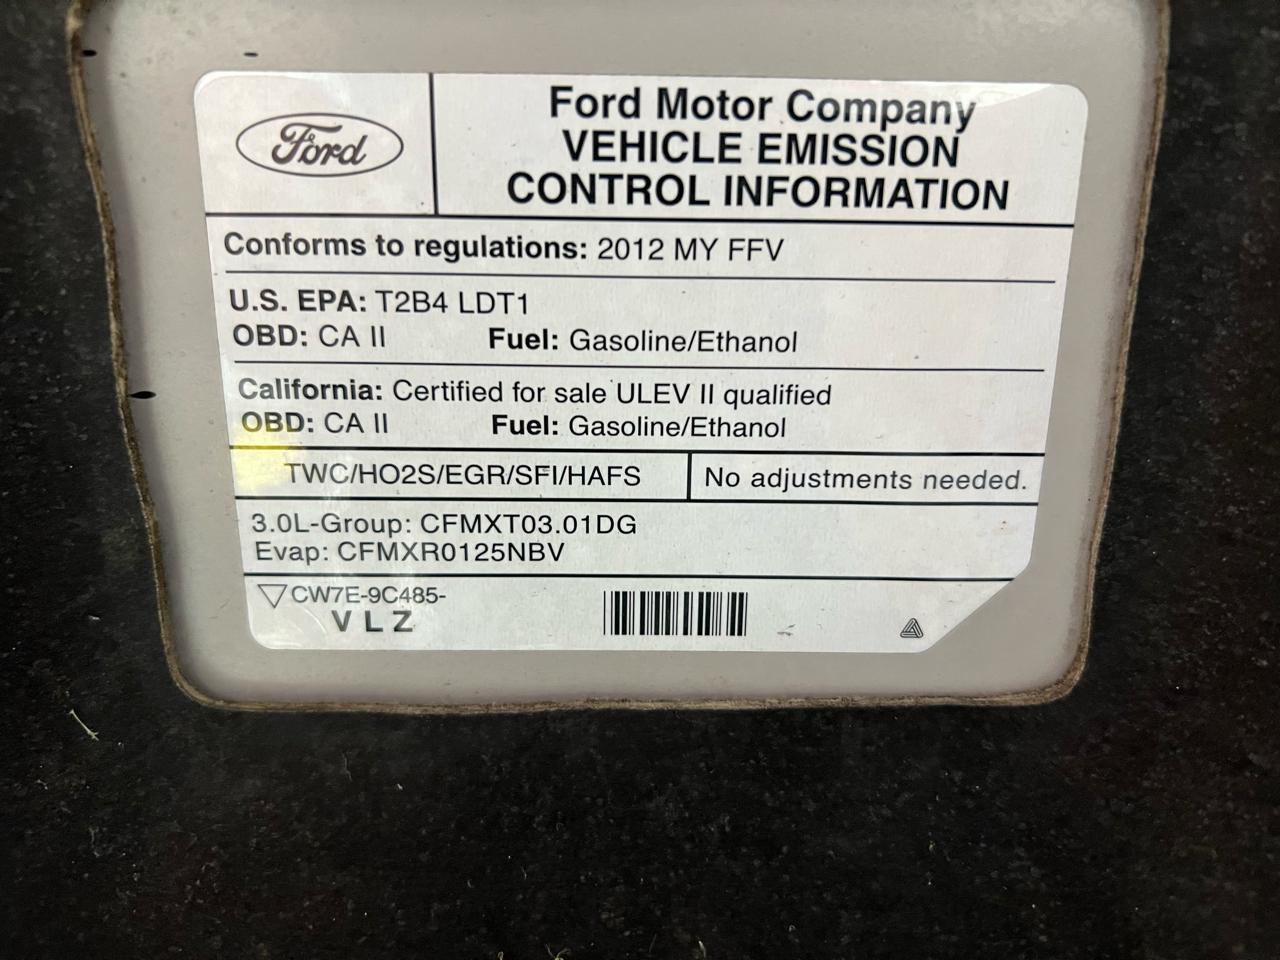 Ford
Ford Motor Company
VEHICLE EMISSION
CONTROL INFORMATION
Conforms to regulations: 2012 MY FFV
U.S. EPA: T2B4 LDT1
OBD: CA II Fuel: Gasoline/Ethanol
California: Certified for sale ULEV II qualified
OBD: CA II Fuel: Gasoline/Ethanol
TWC/HO2S/EGR/SFI/HAFS No adjustments needed.
3.0L-Group: CFMXT03.01DG
Evap: CFMXR0125NBV
CW7E-9C485-
V L Z